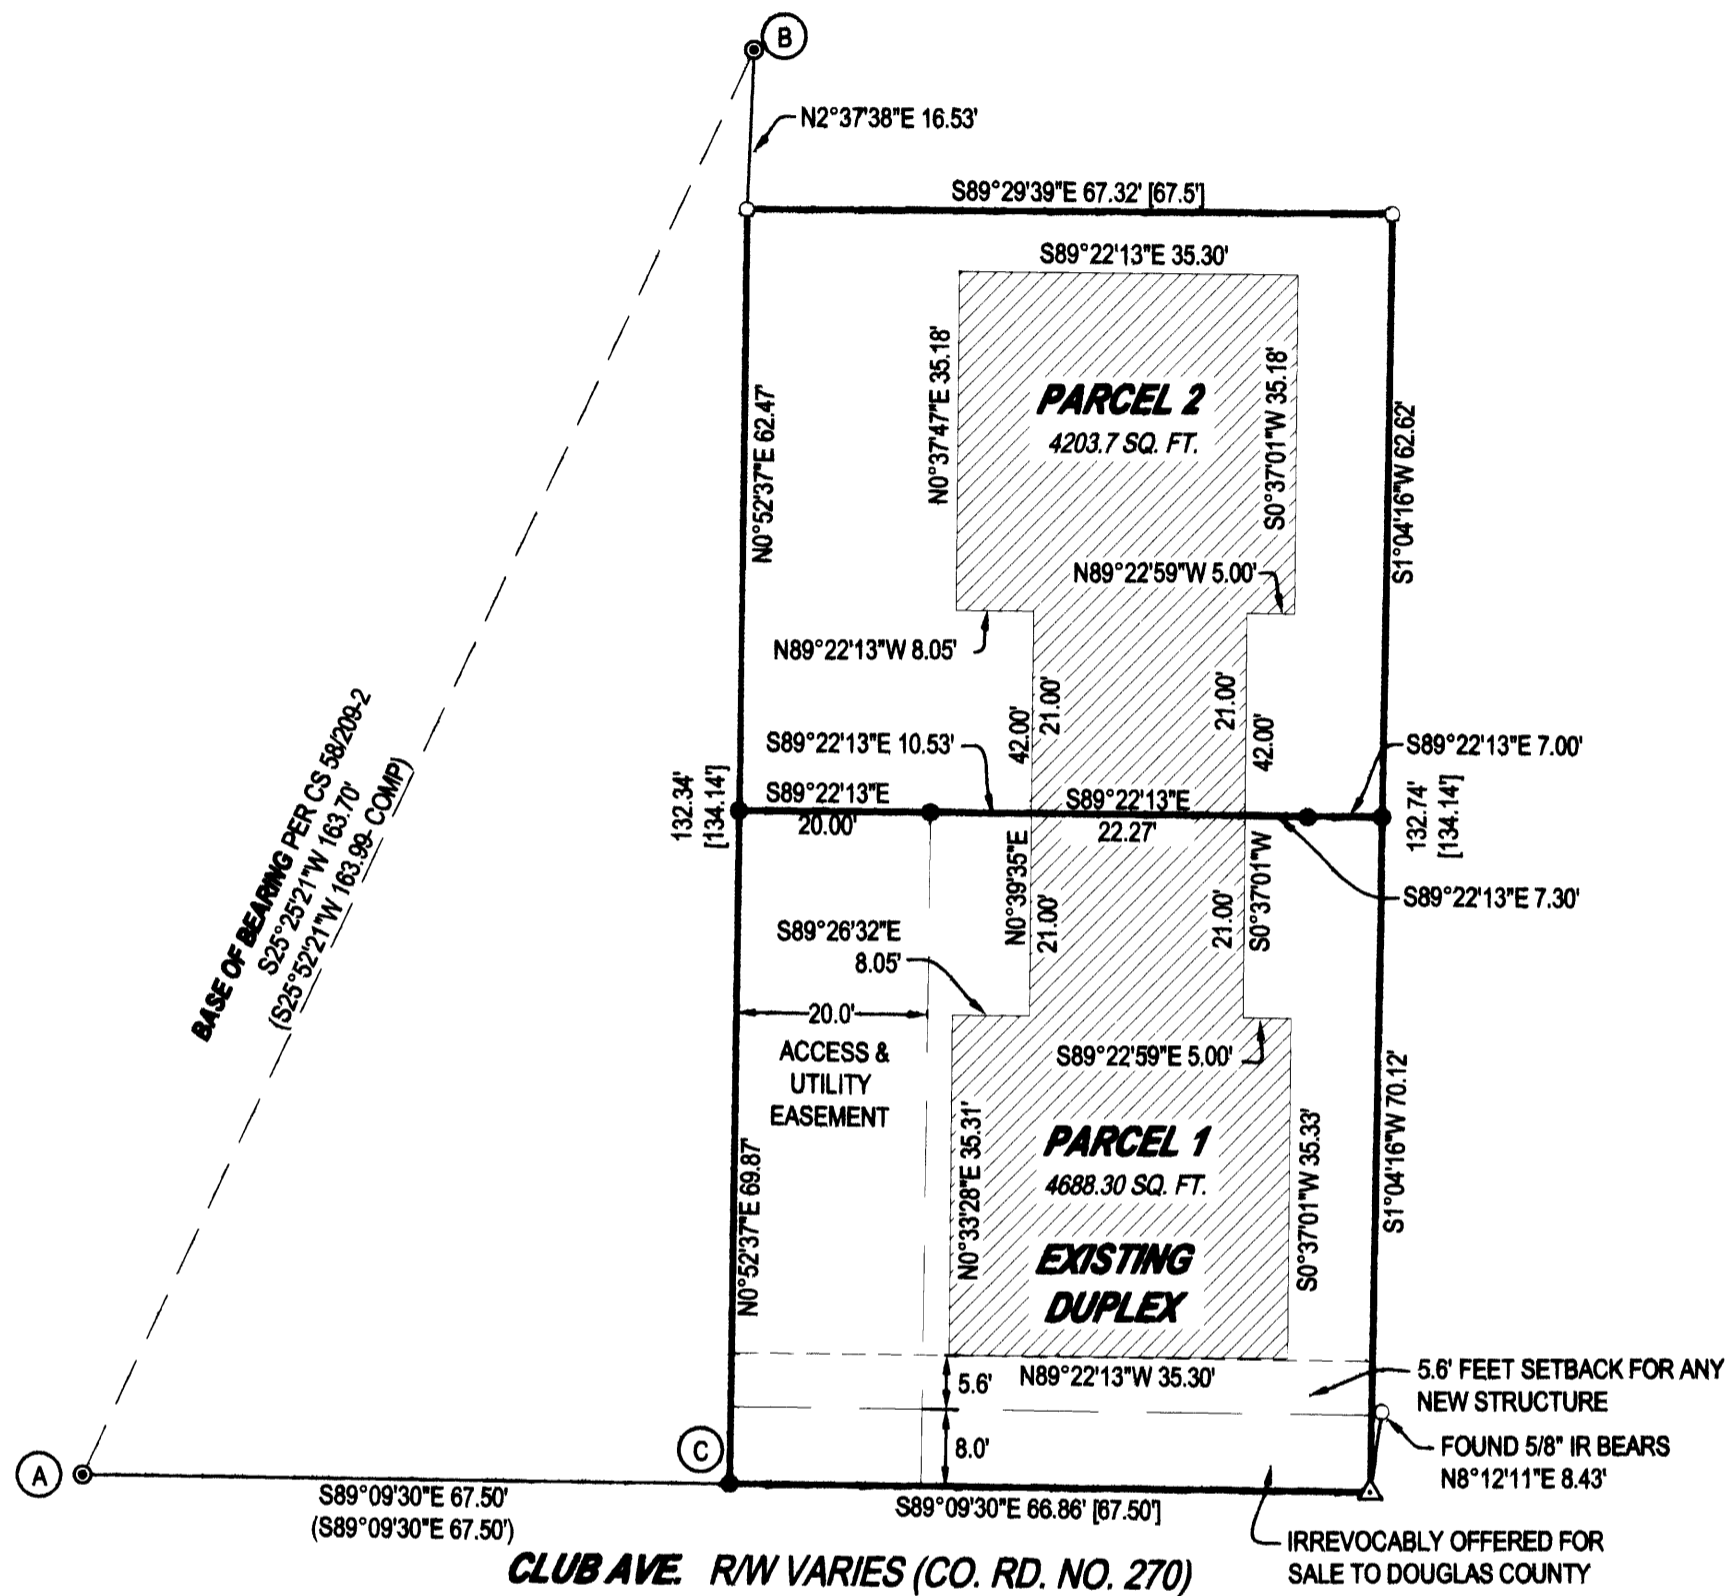 B
N2°37'38"E 16.53'
S89°29'39"E 67.32' [67.5']
S89°22'13"E 35.30'
N0°37'47"E 35.18'
S0°37'01"W 35.18'
PARCEL 2
4203.7 SQ. FT.
N0°52'37"E 62.47'
S1°04'16"W 62.62'
N89°22'59"W 5.00'
N89°22'13"W 8.05'
21.00'
21.00'
42.00'
42.00'
S89°22'13"E 10.53'
S89°22'13"E 7.00'
BASE OF BEARING PER CS 58/209-2
S25°25'21"W 163.70'
(S25°52'21"W 163.99- COMP)
132.34'
[134.14']
S89°22'13"E
20.00'
S89°22'13"E
22.27'
132.74'
[134.14']
S89°22'13"E 7.30'
N0°39'35"E
21.00'
21.00'
S0°37'01"W
S89°26'32"E
8.05'
20.0'
ACCESS &
UTILITY
EASEMENT
S89°22'59"E 5.00'
N0°52'37"E 69.87'
N0°33'28"E 35.31'
PARCEL 1
4688.30 SQ. FT.
EXISTING
DUPLEX
S0°37'01"W 35.33'
S1°04'16"W 70.12'
5.6'
N89°22'13"W 35.30'
5.6' FEET SETBACK FOR ANY
NEW STRUCTURE
C
8.0'
FOUND 5/8" IR BEARS
N8°12'11"E 8.43'
A
S89°09'30"E 67.50'
(S89°09'30"E 67.50')
S89°09'30"E 66.86' [67.50']
IRREVOCABLY OFFERED FOR
SALE TO DOUGLAS COUNTY
CLUB AVE. R/W VARIES (CO. RD. NO. 270)